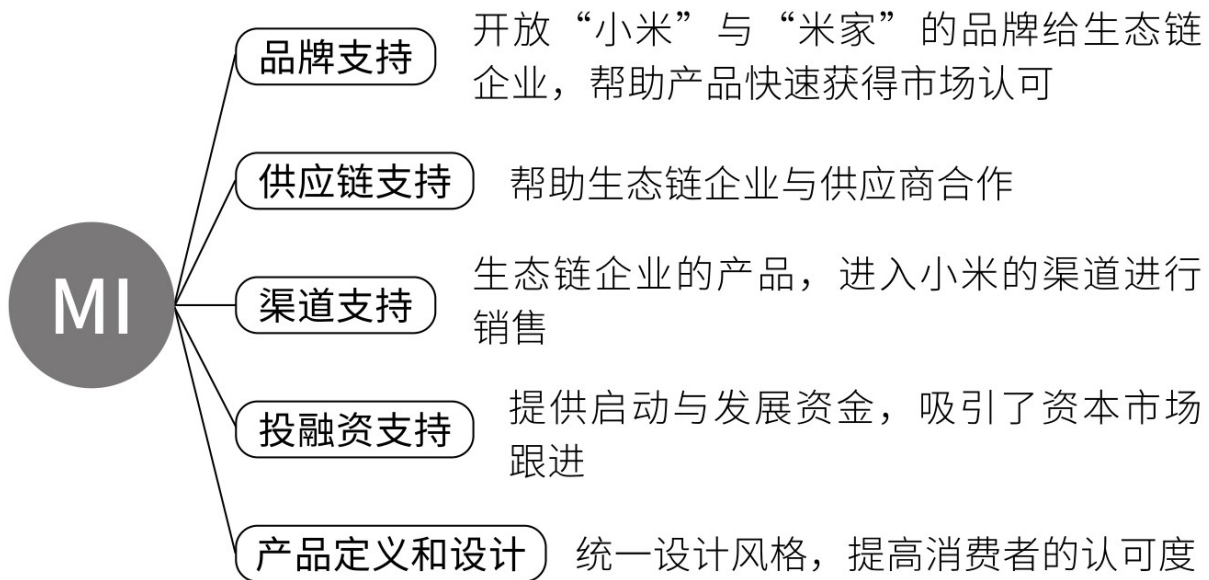 品牌支持
开放“小米”与“米家”的品牌给生态链
企业，帮助产品快速获得市场认可
供应链支持
帮助生态链企业与供应商合作
MI
渠道支持
生态链企业的产品，进入小米的渠道进行
销售
投融资支持
提供启动与发展资金，吸引了资本市场
跟进
产品定义和设计
统一设计风格，提高消费者的认可度